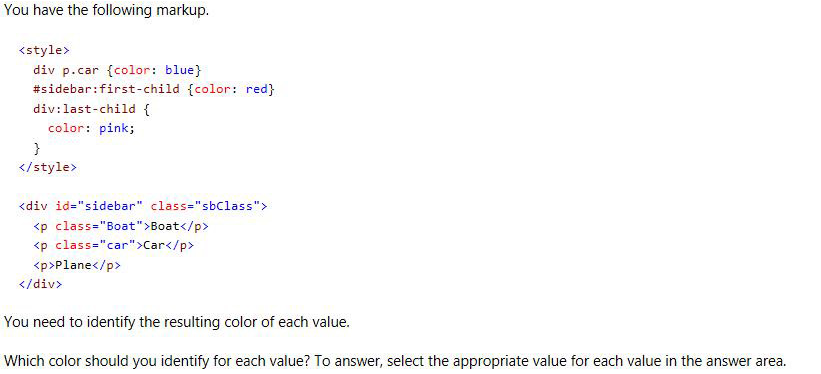 You have the following markup.
<style>
div p.car {color: blue}
#sidebar:first-child {color: red}
div:last-child {
color: pink;
}
</style>
<div id="sidebar" class="sbClass">
<p class="Boat">Boat</p>
<p class="car">Car</p>
<p>Plane</p>
</div>
You need to identify the resulting color of each value.
Which color should you identify for each value? To answer, select the appropriate value for each value in the answer area.